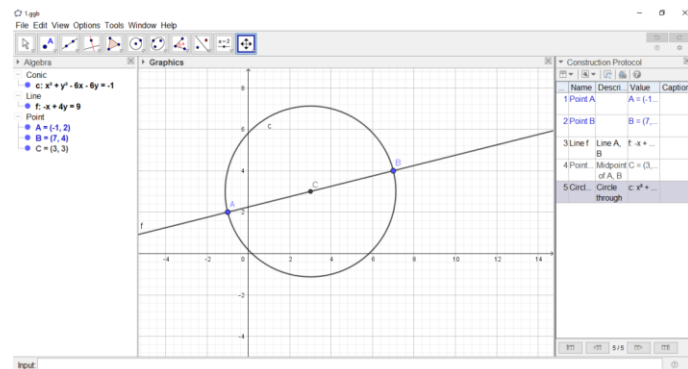 1.ggb
File Edit View Options Tools Window Help
Algebra
Conic
c: x² + y² - 6x - 6y = -1
Line
f: -x + 4y = 9
Point
A = (-1, 2)
B = (7, 4)
C = (3, 3)
Graphics
8
6
4
2
0
-2
-4
-4
-2
2
4
6
8
10
12
14
c
B
C
A
f
Construction Protocol
... Name Descri... Value Caption
1 Point A A = (-1...
2 Point B B = (7,...
3 Line f Line A, f: -x + ...
B
4 Point... Midpoint C = (3,...
of A, B
5 Circl... Circle c: x² + ...
through
5/5
Input: